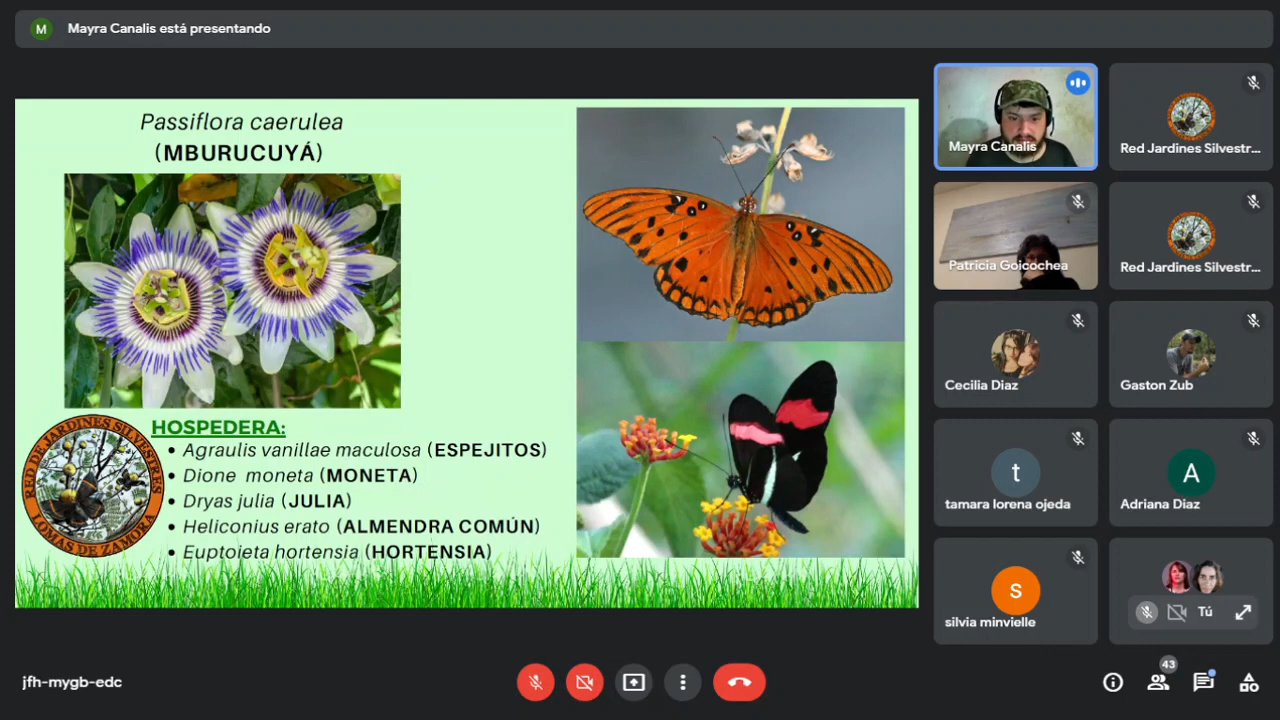 M
Mayra Canalis está presentando
Passiflora caerulea
(MBURUCUYÁ)
HOSPEDERA:
• Agraulis vanillae maculosa (ESPEJITOS)
• Dione moneta (MONETA)
• Dryas julia (JULIA)
• Heliconius erato (ALMENDRA COMÚN)
• Euptoieta hortensia (HORTENSIA)
RED DE JARDINES SILVESTRES
LOMAS DE ZAMORA
Mayra Canalis
Red Jardines Silvestr...
Patricia Goicochea
Red Jardines Silvestr...
Cecilia Diaz
Gaston Zub
t
tamara lorena ojeda
A
Adriana Diaz
s
silvia minvielle
Tú
jfh-mygb-edc
43